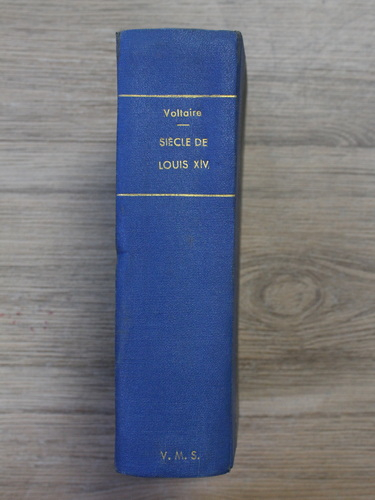 Voltaire
SIÈCLE DE
LOUIS XIV.
V. M. S.